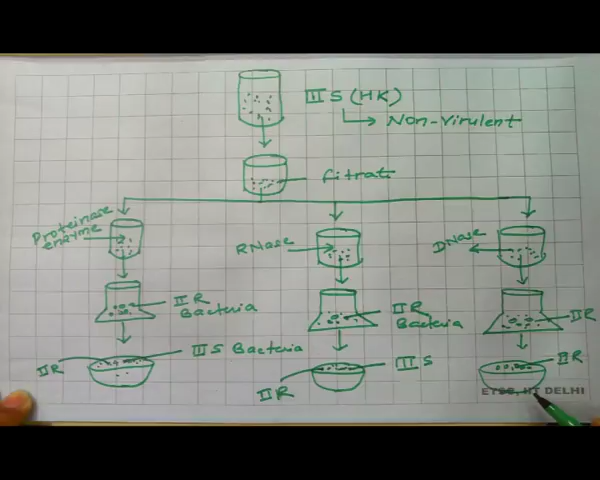 III S (HK)
Non-Virulent
filtrate
Proteinase
enzyme
RNase
DNase
II R
Bacteria
II R
Bacteria
II R
II R
III S Bacteria
II R
III S
II R
ETSC, IIT DELHI